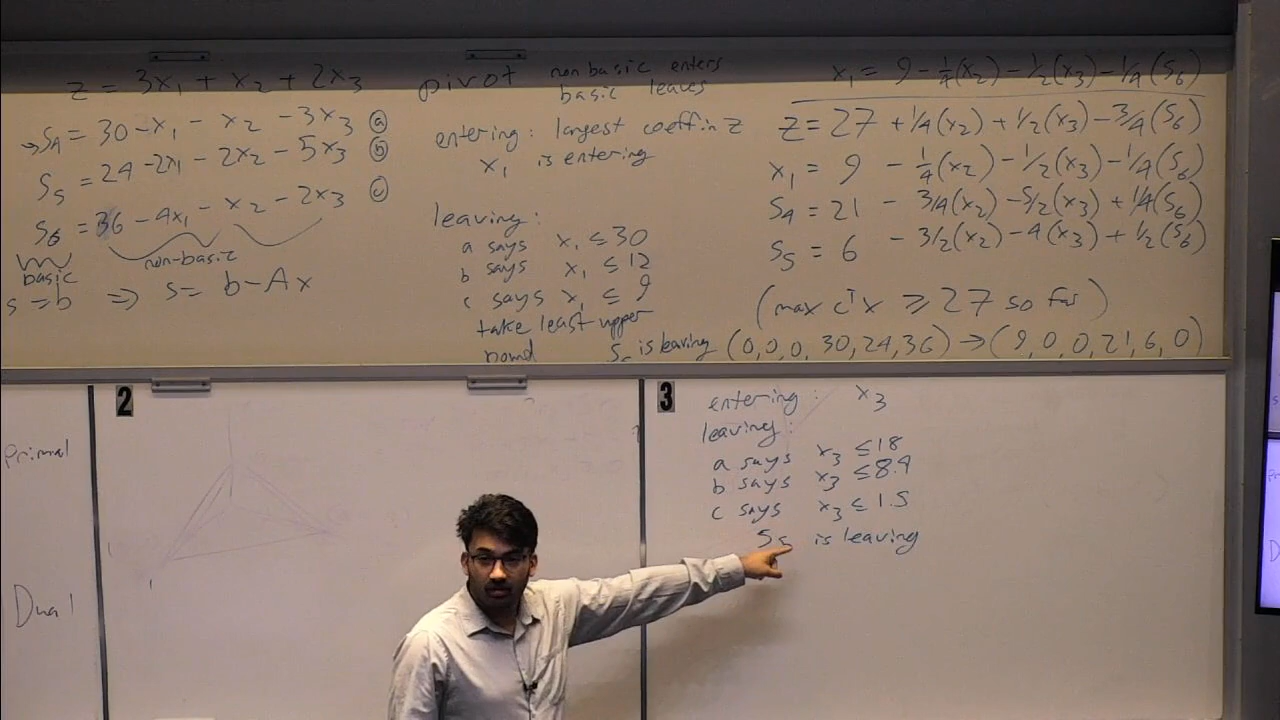 z = 3x₁ + x₂ + 2x₃
→ S₄ = 30 - x₁ - x₂ - 3x₃ ⓐ
S₅ = 24 - 2x₁ - 2x₂ - 5x₃ ⓑ
S₆ = 36 - 4x₁ - x₂ - 2x₃ ⓒ
basic
non-basic
s = b ⇒ s = b - Ax
pivot
non basic enters
basic leaves
entering: largest coeff in z
x₁ is entering
leaving:
a says x₁ ≤ 30
b says x₁ ≤ 12
c says x₁ ≤ 9
take least upper
bound
S₆ is leaving
x₁ = 9 - 1/4(x₂) - 1/2(x₃) - 1/4(S₆)
z = 27 + 1/4(x₂) + 1/2(x₃) - 3/4(S₆)
x₁ = 9 - 1/4(x₂) - 1/2(x₃) - 1/4(S₆)
S₄ = 21 - 3/4(x₂) - 5/2(x₃) + 1/4(S₆)
S₅ = 6 - 3/2(x₂) - 4(x₃) + 1/2(S₆)
(max cᵀx ≥ 27 so far)
(0,0,0,30,24,36) → (9,0,0,21,6,0)
Primal
Dual
2
3
entering: x₃
leaving:
a says x₃ ≤ 18
b says x₃ ≤ 8.4
c says x₃ ≤ 1.5
S₅ is leaving